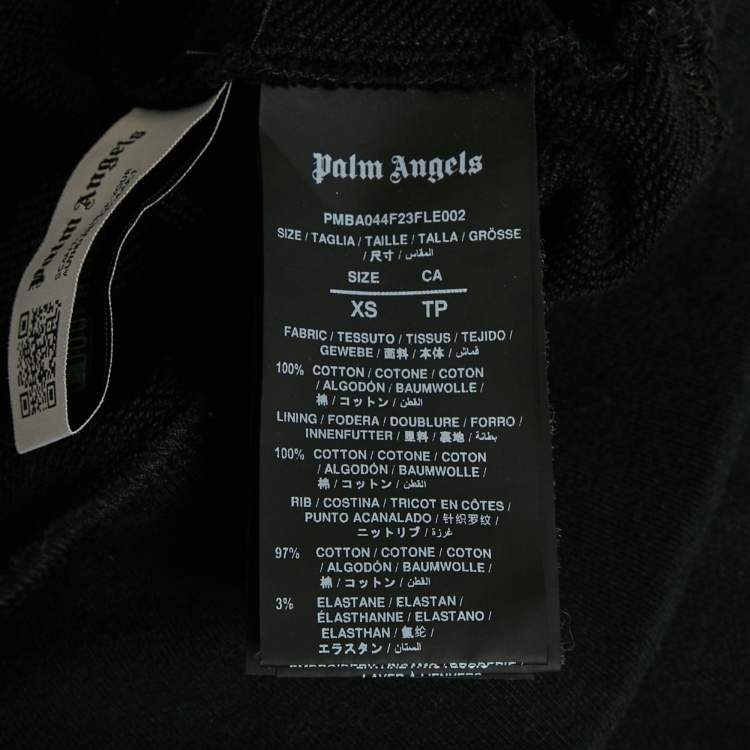 Palm Angels
Palm Angels
PMBA044F23FLE002
SIZE / TAGLIA / TAILLE / TALLA / GRÖSSE
/ 尺寸 / المقاس
SIZE CA
XS TP
FABRIC / TESSUTO / TISSUS / TEJIDO /
GEWEBE / 面料 / 本体 / قماش
100% COTTON / COTONE / COTON
/ ALGODÓN / BAUMWOLLE /
棉 / コットン / القطن
LINING / FODERA / DOUBLURE / FORRO /
INNENFUTTER / 里料 / 裏地 / بطانة
100% COTTON / COTONE / COTON
/ ALGODÓN / BAUMWOLLE /
棉 / コットン / القطن
RIB / COSTINA / TRICOT EN CÔTES /
PUNTO ACANALADO / 针织罗纹 /
ニットリブ / غرزة
97% COTTON / COTONE / COTON
/ ALGODÓN / BAUMWOLLE /
棉 / コットン / القطن
3% ELASTANE / ELASTAN /
ÉLASTHANNE / ELASTANO /
ELASTHAN / 氨纶 /
エラスタン / الستان